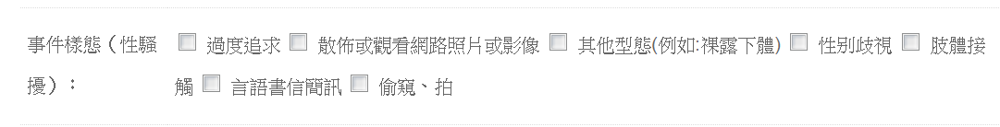 事件樣態（性騷 過度追求 散佈或觀看網路照片或影像 其他型態(例如:裸露下體) 性別歧視 肢體接
擾）： 觸 言語書信簡訊 偷窺、拍